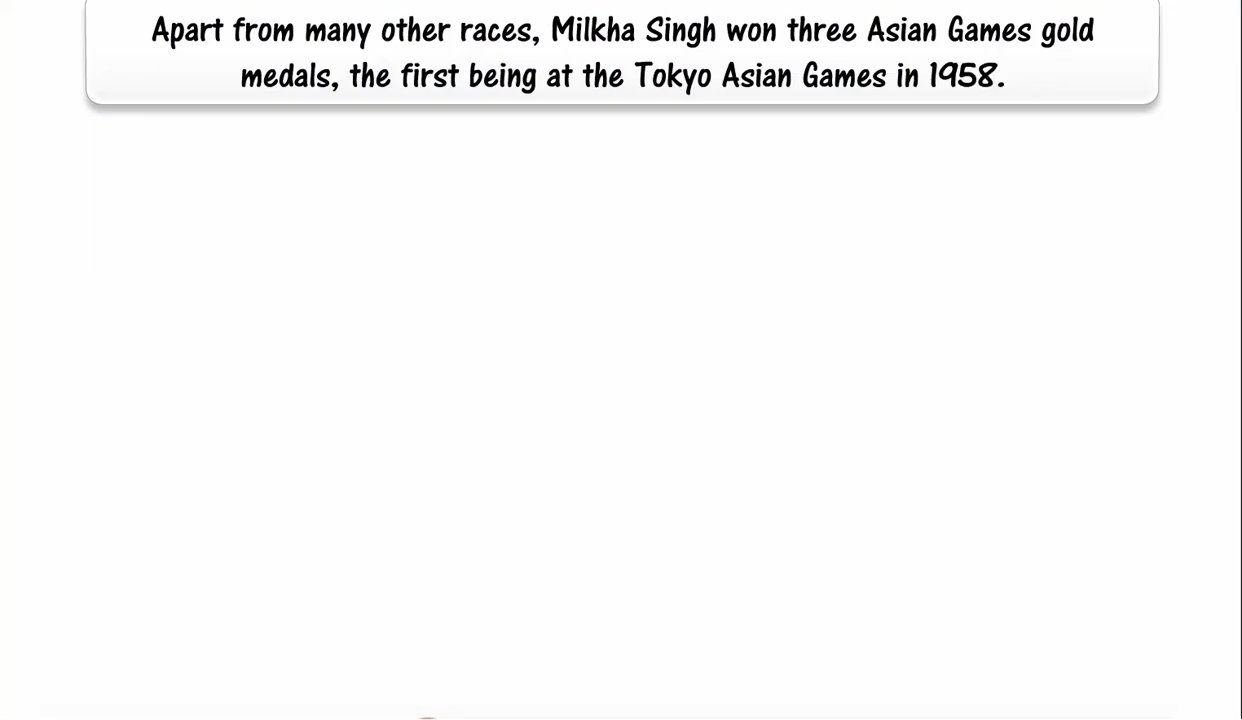 Apart from many other races, Milkha Singh won three Asian Games gold
medals, the first being at the Tokyo Asian Games in 1958.